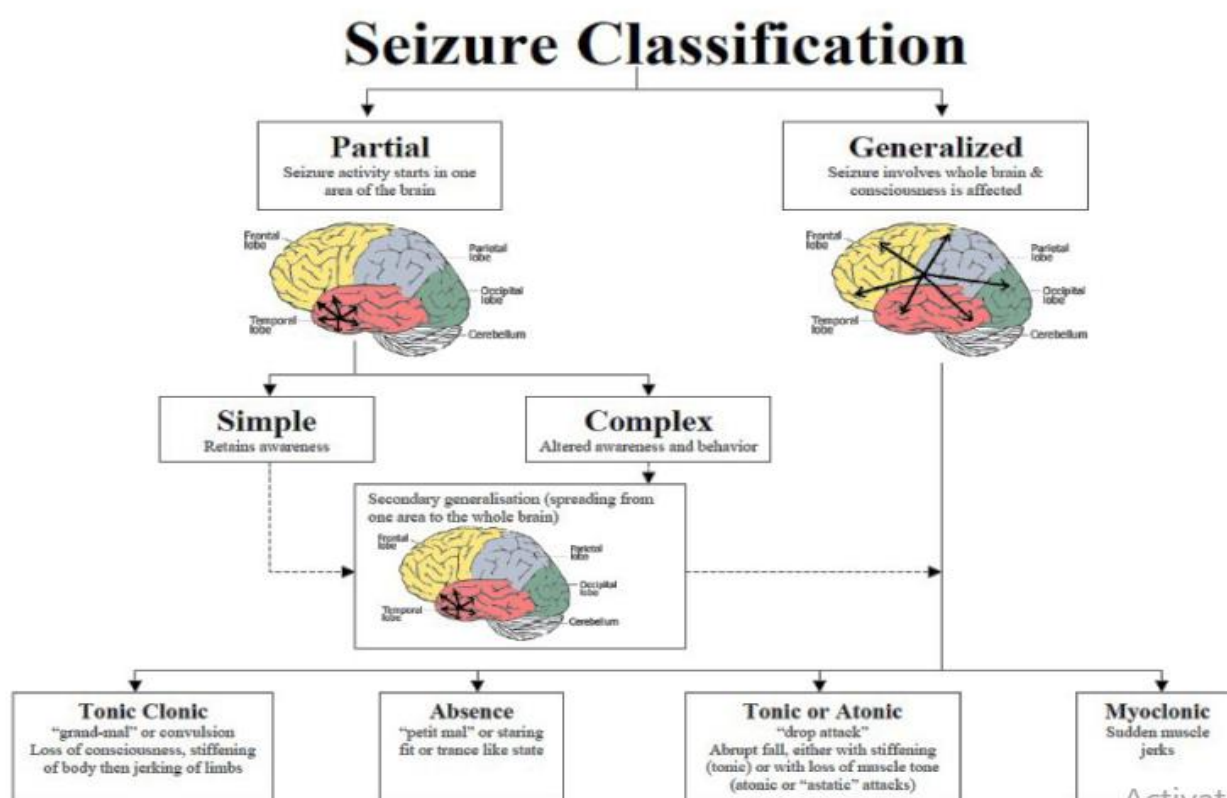 Seizure Classification
Partial
Seizure activity starts in one
area of the brain
Generalized
Seizure involves whole brain &
consciousness is affected
Frontal
lobe
Parietal
lobe
Occipital
lobe
Temporal
lobe
Cerebellum
Frontal
lobe
Parietal
lobe
Occipital
lobe
Temporal
lobe
Cerebellum
Simple
Retains awareness
Complex
Altered awareness and behavior
Secondary generalisation (spreading from
one area to the whole brain)
Frontal
lobe
Parietal
lobe
Occipital
lobe
Temporal
lobe
Cerebellum
Tonic Clonic
“grand-mal” or convulsion
Loss of consciousness, stiffening
of body then jerking of limbs
Absence
“petit mal” or staring
fit or trance like state
Tonic or Atonic
“drop attack”
Abrupt fall, either with stiffening
(tonic) or with loss of muscle tone
(atonic or “astatic” attacks)
Myoclonic
Sudden muscle
jerks